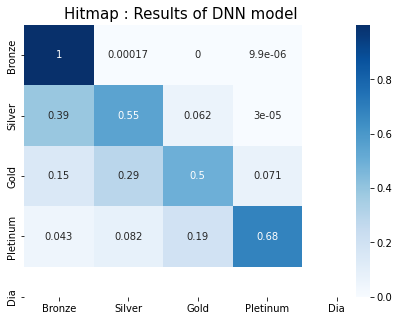 Hitmap : Results of DNN model
Bronze 1 0.00017 0 9.9e-06
Silver 0.39 0.55 0.062 3e-05
Gold 0.15 0.29 0.5 0.071
Pletinum 0.043 0.082 0.19 0.68
Dia
Bronze Silver Gold Pletinum Dia
0.8
0.6
0.4
0.2
0.0